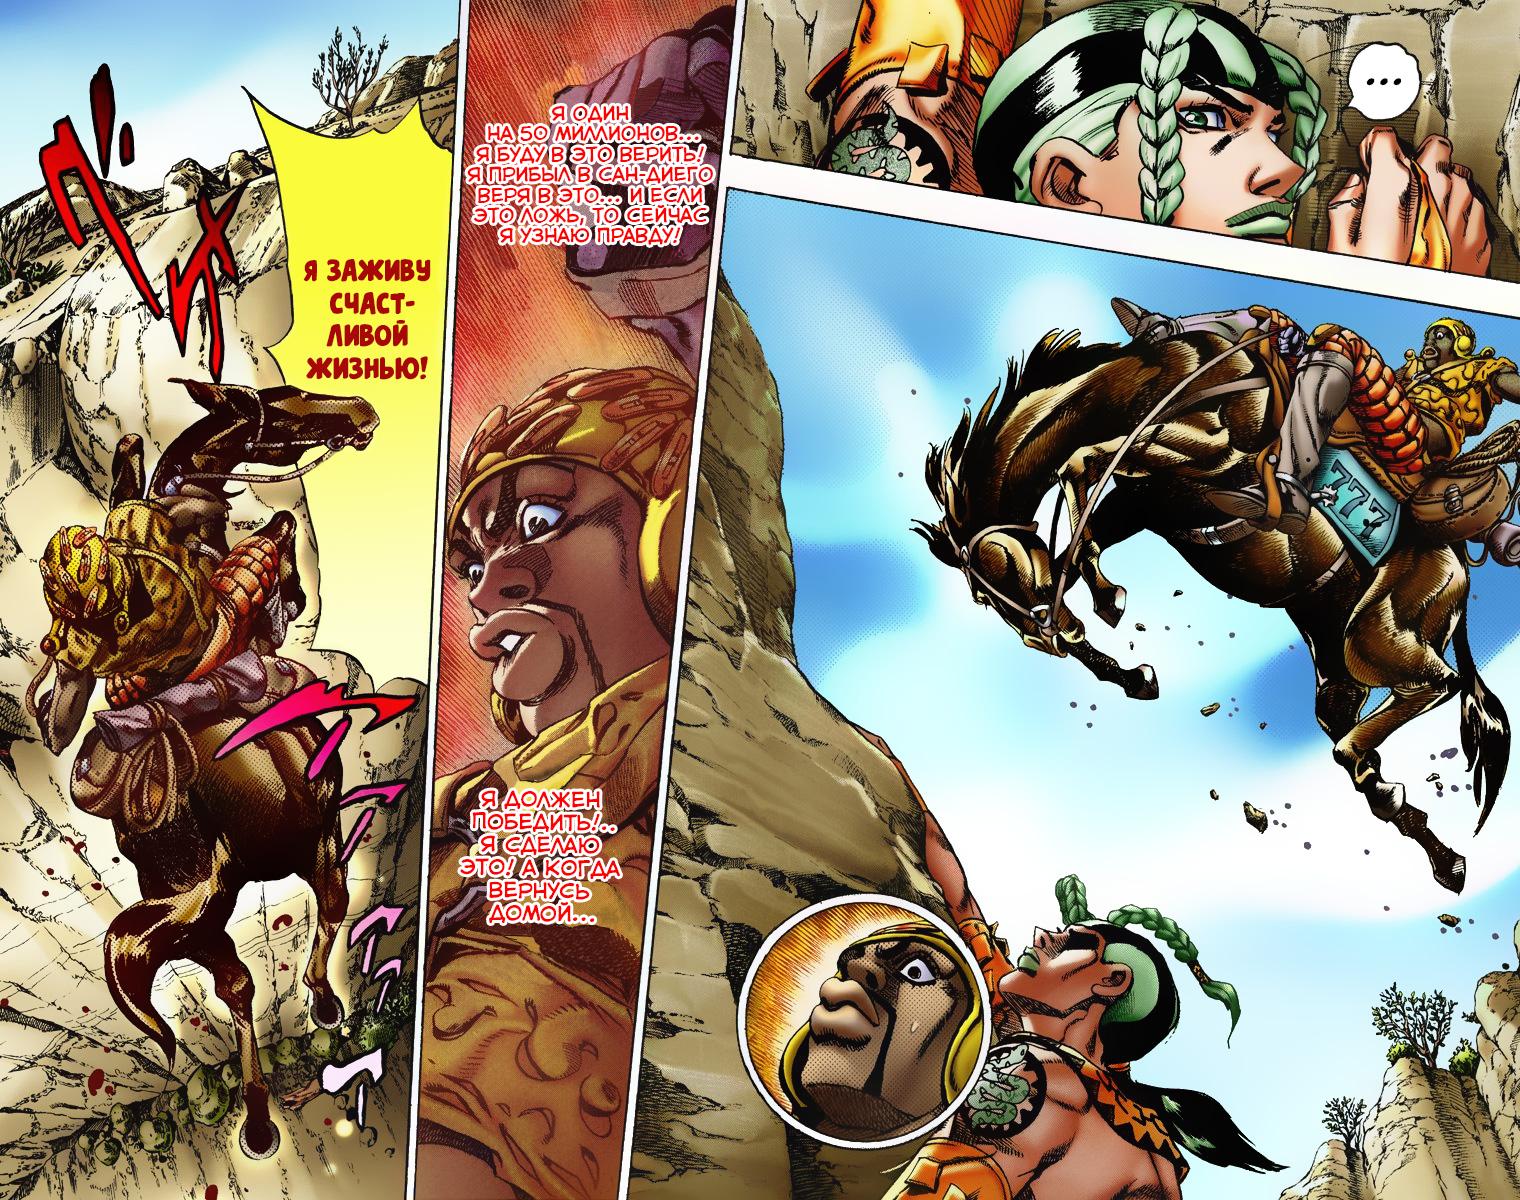 ...
777
Я ОДИН
НА 50 МИЛЛИОНОВ...
Я БУДУ В ЭТО ВЕРИТЬ!
Я ПРИБЫЛ В САН-ДИЕГО
ВЕРЯ В ЭТО... И ЕСЛИ
ЭТО ЛОЖЬ, ТО СЕЙЧАС
Я УЗНАЮ ПРАВДУ!
Я ДОЛЖЕН
ПОБЕДИТЬ!..
Я СДЕЛАЮ
ЭТО! А КОГДА
ВЕРНУСЬ
ДОМОЙ...
Я ЗАЖИВУ
СЧАСТ-
ЛИВОЙ
ЖИЗНЬЮ!